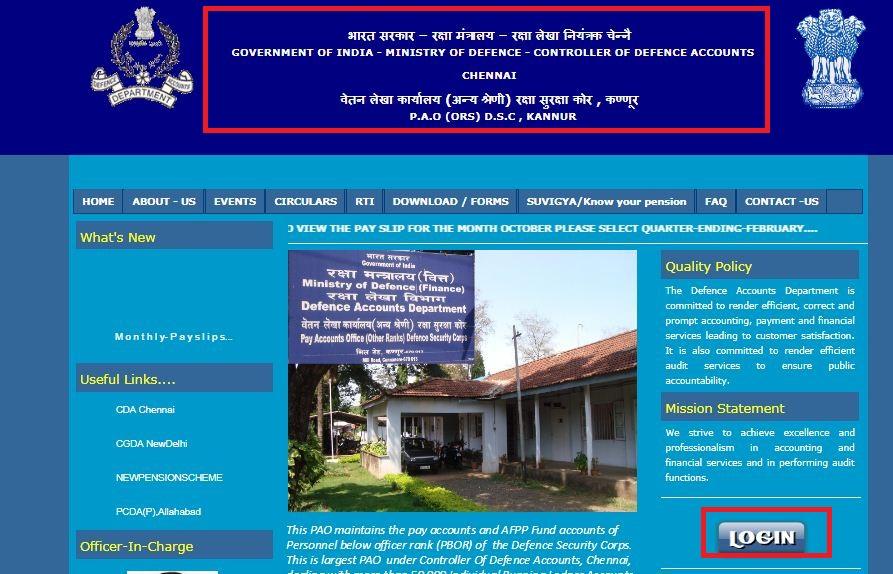 भारत सरकार – रक्षा मंत्रालय – रक्षा लेखा नियंत्रक चेन्नै
GOVERNMENT OF INDIA - MINISTRY OF DEFENCE - CONTROLLER OF DEFENCE ACCOUNTS
CHENNAI
वेतन लेखा कार्यालय (अन्य श्रेणी) रक्षा सुरक्षा कोर , कण्णूर
P.A.O (ORS) D.S.C , KANNUR
DEFENCE ACCOUNTS
DEPARTMENT
HOME ABOUT - US EVENTS CIRCULARS RTI DOWNLOAD / FORMS SUVIGYA/Know your pension FAQ CONTACT -US
O VIEW THE PAY SLIP FOR THE MONTH OCTOBER PLEASE SELECT QUARTER-ENDING-FEBRUARY....
What's New
Monthly-Payslips...
Useful Links....
CDA Chennai
CGDA NewDelhi
NEWPENSIONSCHEME
PCDA(P),Allahabad
Officer-In-Charge
भारत सरकार
Government of India
रक्षा मन्त्रालय (वित्त)
Ministry of Defence (Finance)
रक्षा लेखा विभाग
Defence Accounts Department
वेतन लेखा कार्यालय(अन्य श्रेणी) रक्षा सुरक्षा कोर
Pay Accounts Office (Other Ranks) Defence Security Corps
This PAO maintains the pay accounts and AFPP Fund accounts of
Personnel below officer rank (PBOR) of the Defence Security Corps.
This is largest PAO under Controller Of Defence Accounts, Chennai,
Quality Policy
The Defence Accounts Department is
committed to render efficient, correct and
prompt accounting, payment and financial
services leading to customer satisfaction.
It is also committed to render efficient
audit services to ensure public
accountability.
Mission Statement
We strive to achieve excellence and
professionalism in accounting and
financial services and in performing audit
functions.
LOGIN